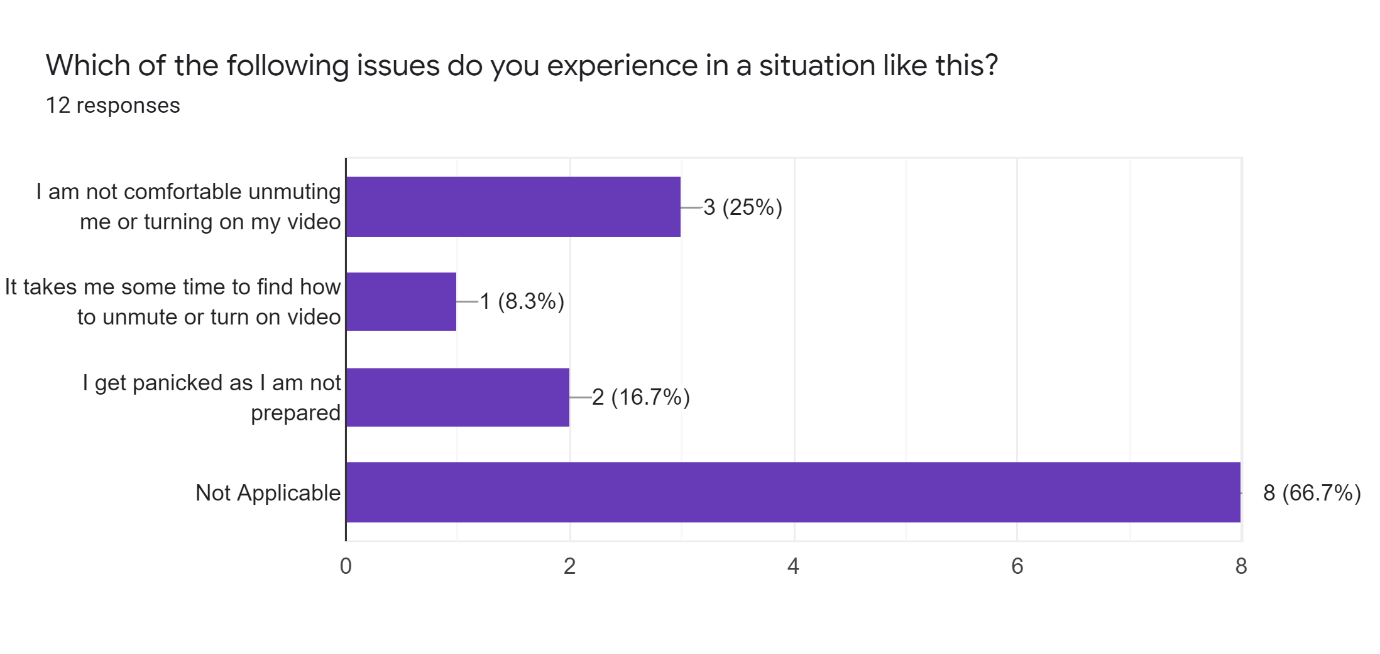 Which of the following issues do you experience in a situation like this?
12 responses
I am not comfortable unmuting
me or turning on my video
3 (25%)
It takes me some time to find how
to unmute or turn on video
1 (8.3%)
I get panicked as I am not
prepared
2 (16.7%)
Not Applicable
8 (66.7%)
0
2
4
6
8